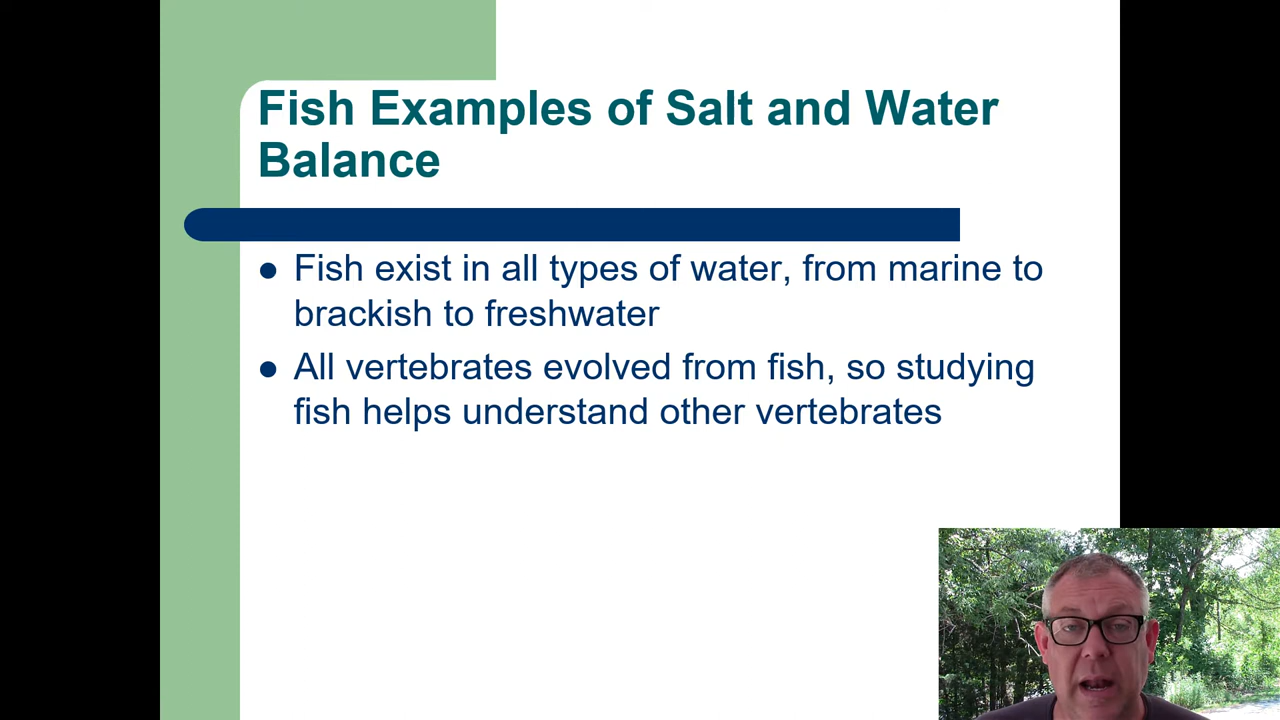 Fish Examples of Salt and Water
Balance
● Fish exist in all types of water, from marine to
brackish to freshwater
● All vertebrates evolved from fish, so studying
fish helps understand other vertebrates